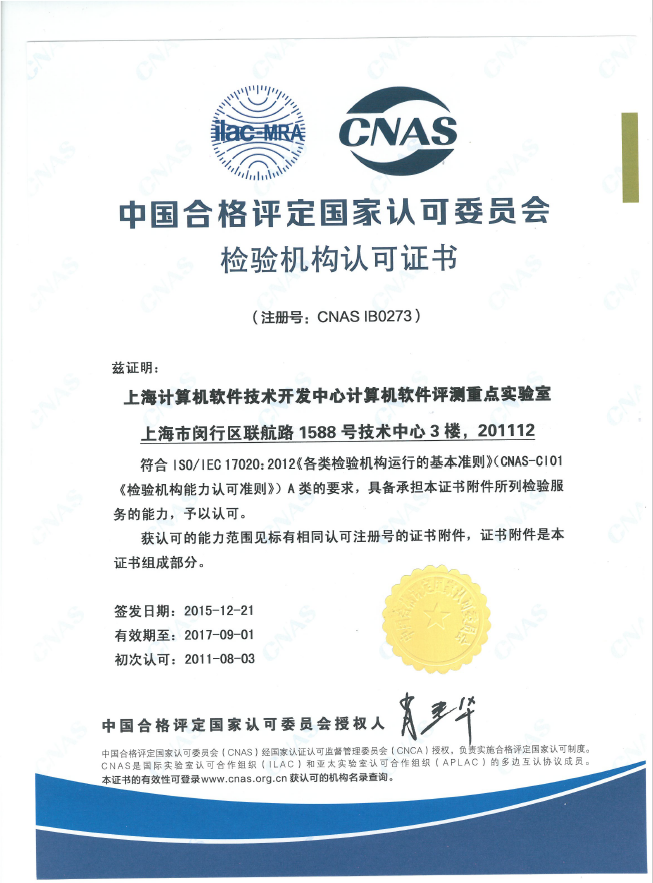 ilac-MRA
CNAS
中国合格评定国家认可委员会
检验机构认可证书
（注册号：CNAS IB0273）
兹证明：
上海计算机软件技术开发中心计算机软件评测重点实验室
上海市闵行区联航路 1588 号技术中心 3 楼，201112
符合 ISO/IEC 17020：2012《各类检验机构运行的基本准则》（CNAS-CI01
《检验机构能力认可准则》）A 类的要求，具备承担本证书附件所列检验服
务的能力，予以认可。
获认可的能力范围见标有相同认可注册号的证书附件，证书附件是本
证书组成部分。
签发日期：2015-12-21
有效期至：2017-09-01
初次认可：2011-08-03
中国合格评定国家认可委员会授权人
中国合格评定国家认可委员会（CNAS）经国家认证认可监督管理委员会（CNCA）授权，负责实施合格评定国家认可制度。
CNAS是国际实验室认可合作组织（ILAC）和亚太实验室认可合作组织（APLAC）的多边互认协议成员。
本证书的有效性可登录www.cnas.org.cn获认可的机构名录查询。